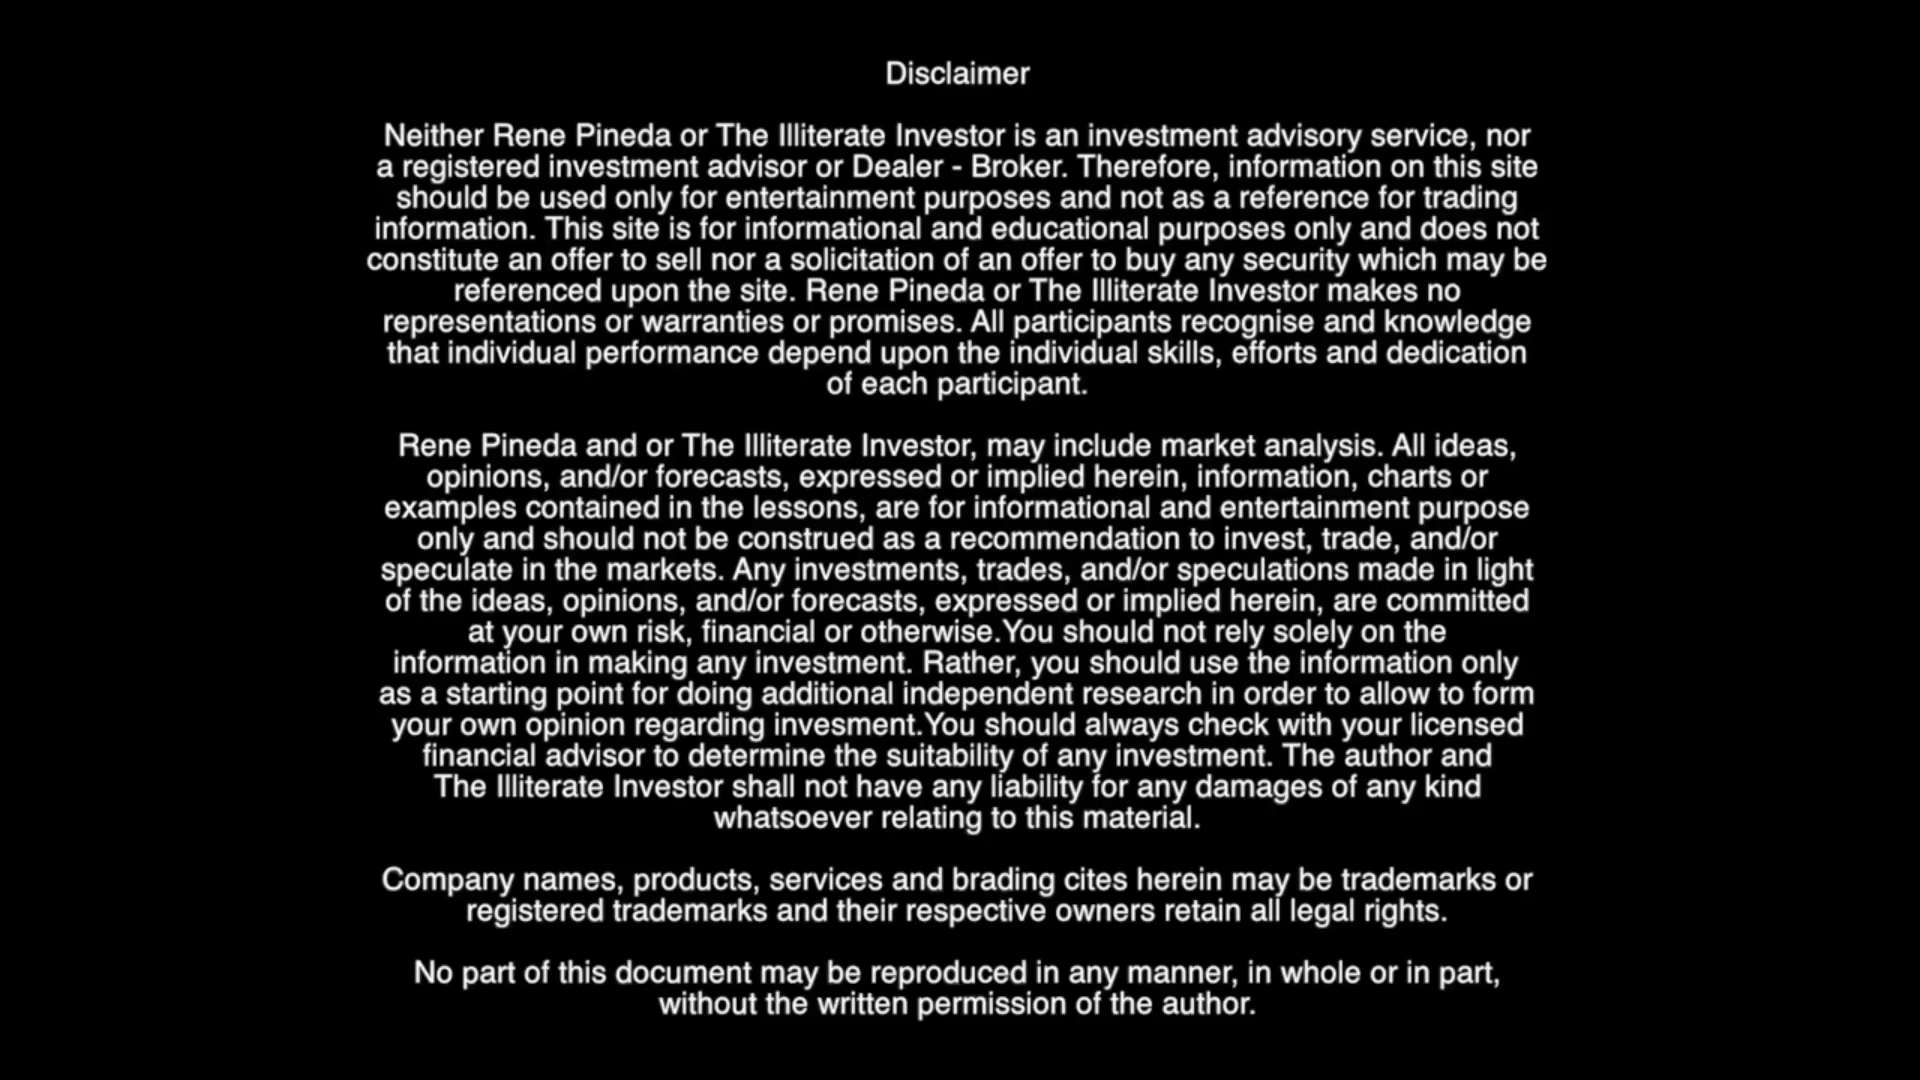 Disclaimer
Neither Rene Pineda or The Illiterate Investor is an investment advisory service, nor
a registered investment advisor or Dealer - Broker. Therefore, information on this site
should be used only for entertainment purposes and not as a reference for trading
information. This site is for informational and educational purposes only and does not
constitute an offer to sell nor a solicitation of an offer to buy any security which may be
referenced upon the site. Rene Pineda or The Illiterate Investor makes no
representations or warranties or promises. All participants recognise and knowledge
that individual performance depend upon the individual skills, efforts and dedication
of each participant.
Rene Pineda and or The Illiterate Investor, may include market analysis. All ideas,
opinions, and/or forecasts, expressed or implied herein, information, charts or
examples contained in the lessons, are for informational and entertainment purpose
only and should not be construed as a recommendation to invest, trade, and/or
speculate in the markets. Any investments, trades, and/or speculations made in light
of the ideas, opinions, and/or forecasts, expressed or implied herein, are committed
at your own risk, financial or otherwise.You should not rely solely on the
information in making any investment. Rather, you should use the information only
as a starting point for doing additional independent research in order to allow to form
your own opinion regarding invesment.You should always check with your licensed
financial advisor to determine the suitability of any investment. The author and
The Illiterate Investor shall not have any liability for any damages of any kind
whatsoever relating to this material.
Company names, products, services and brading cites herein may be trademarks or
registered trademarks and their respective owners retain all legal rights.
No part of this document may be reproduced in any manner, in whole or in part,
without the written permission of the author.